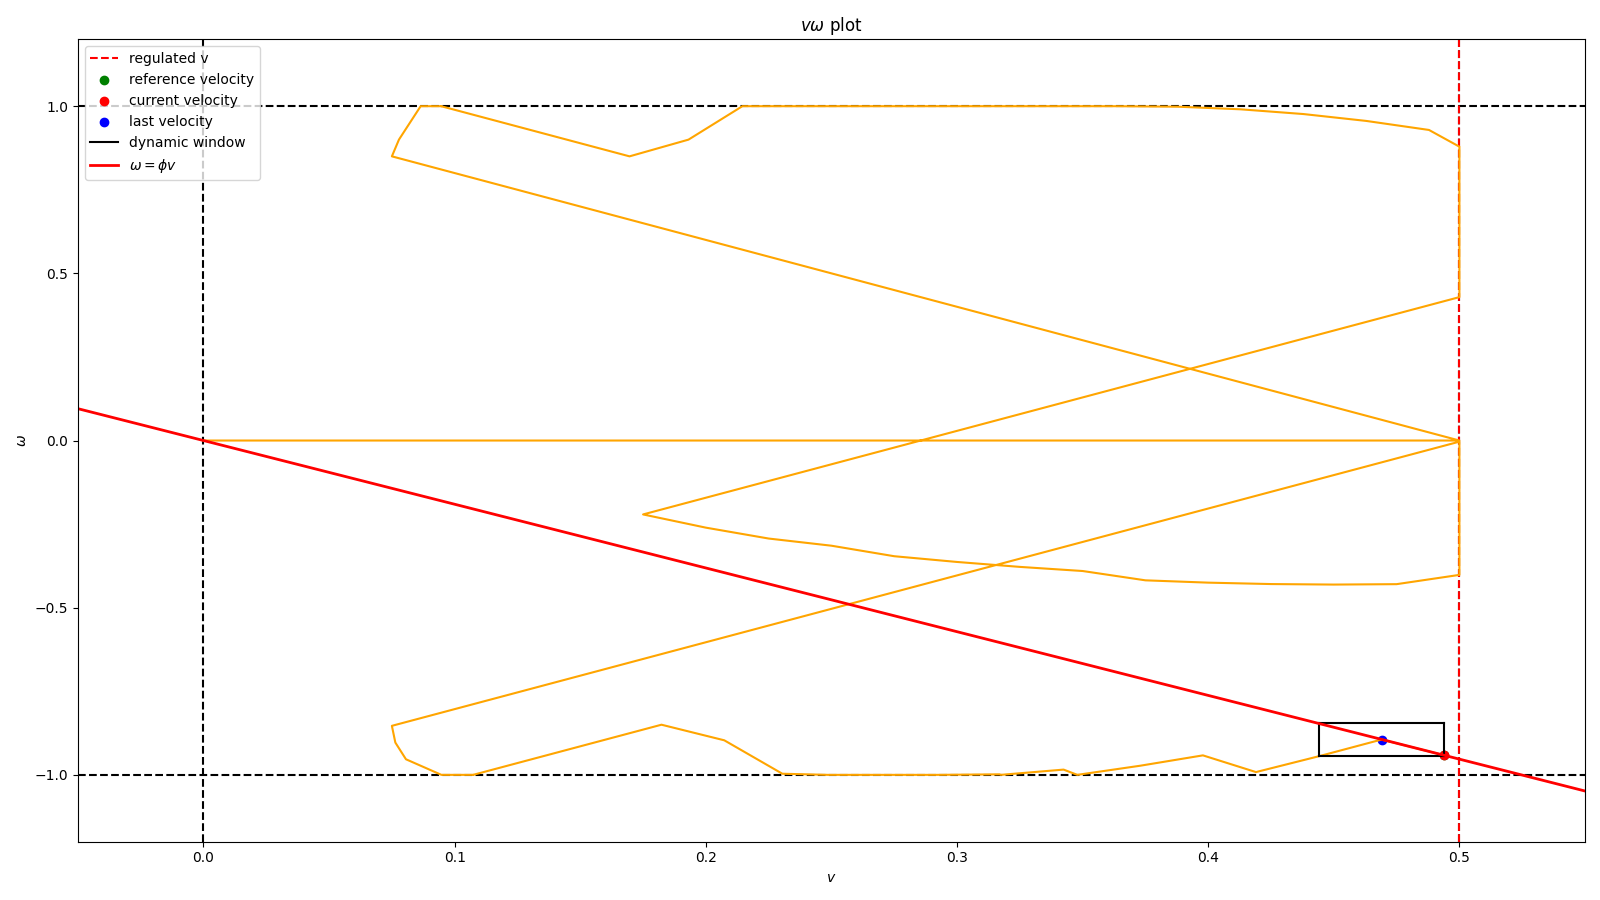 vω plot
regulated v
reference velocity
current velocity
last velocity
dynamic window
ω = ϕv
1.0
0.5
0.0
−0.5
−1.0
ω
0.0 0.1 0.2 0.3 0.4 0.5
v